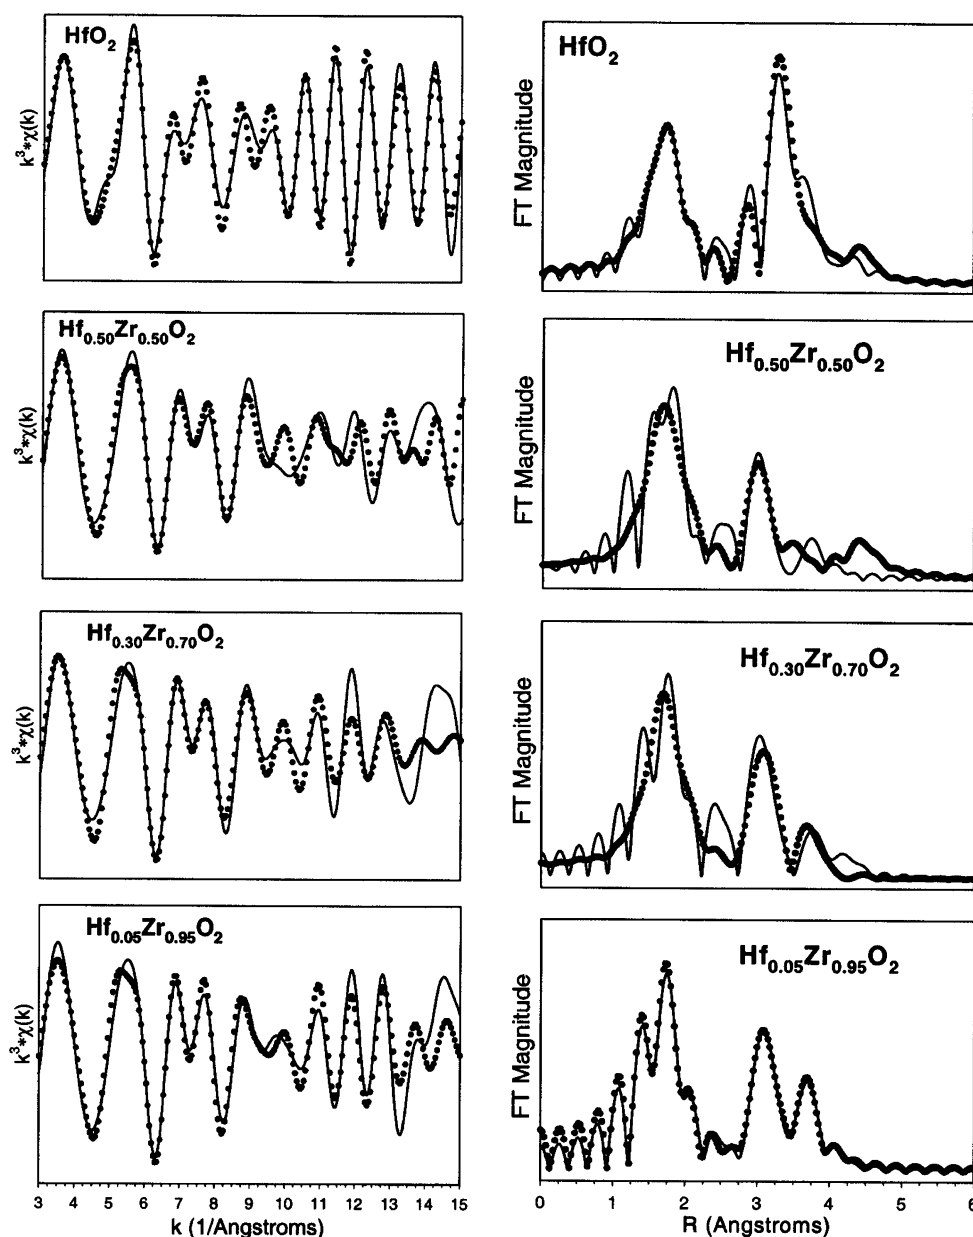 HfO2
k3*χ(k)
HfO2
FT Magnitude
Hf0.50Zr0.50O2
k3*χ(k)
Hf0.50Zr0.50O2
FT Magnitude
Hf0.30Zr0.70O2
k3*χ(k)
Hf0.30Zr0.70O2
FT Magnitude
Hf0.05Zr0.95O2
k3*χ(k)
3 4 5 6 7 8 9 10 11 12 13 14 15
k (1/Angstroms)
Hf0.05Zr0.95O2
FT Magnitude
0 1 2 3 4 5 6
R (Angstroms)